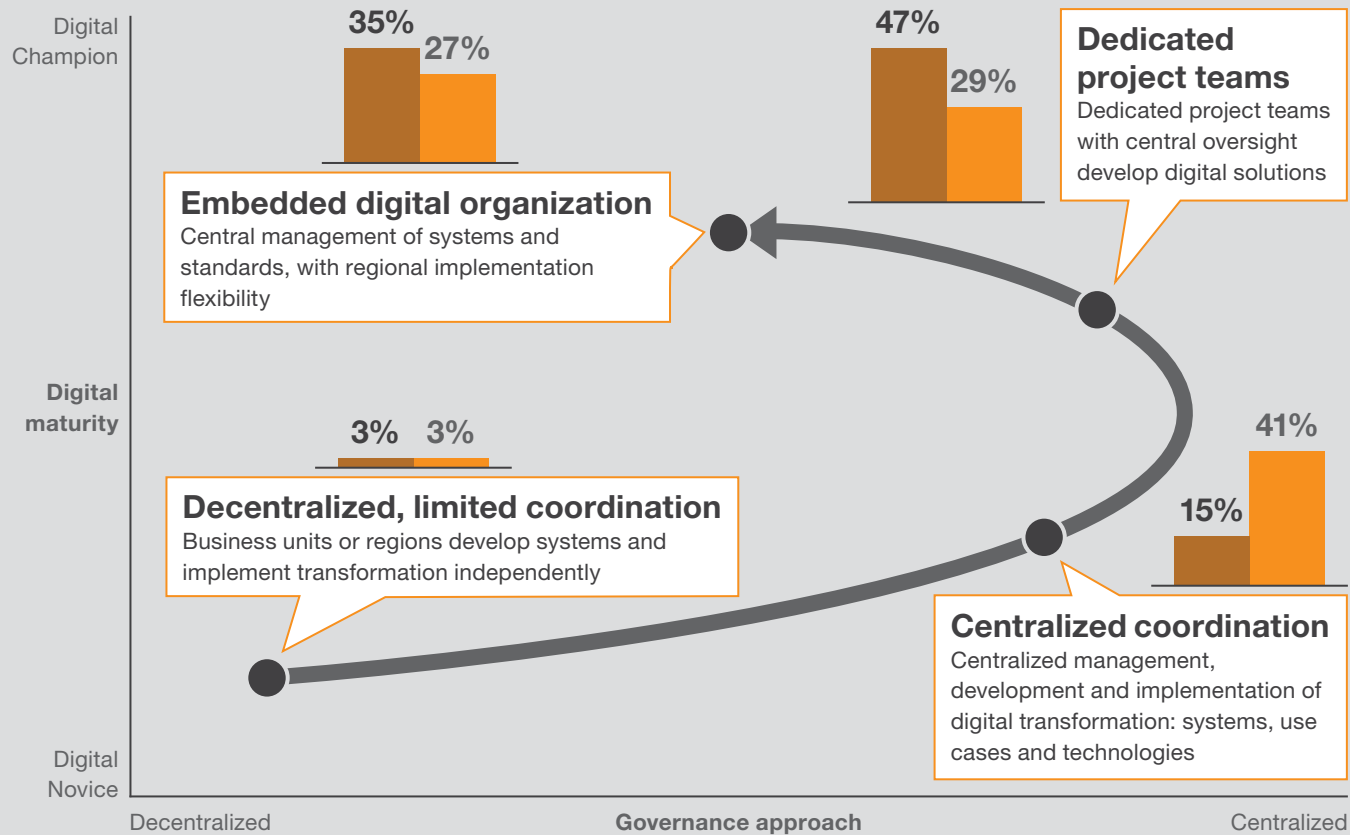 Digital
Champion
35%
27%
47%
29%
Dedicated
project teams
Dedicated project teams
with central oversight
develop digital solutions
Embedded digital organization
Central management of systems and
standards, with regional implementation
flexibility
Digital
maturity
3%
3%
Decentralized, limited coordination
Business units or regions develop systems and
implement transformation independently
41%
15%
Centralized coordination
Centralized management,
development and implementation of
digital transformation: systems, use
cases and technologies
Digital
Novice
Decentralized
Governance approach
Centralized